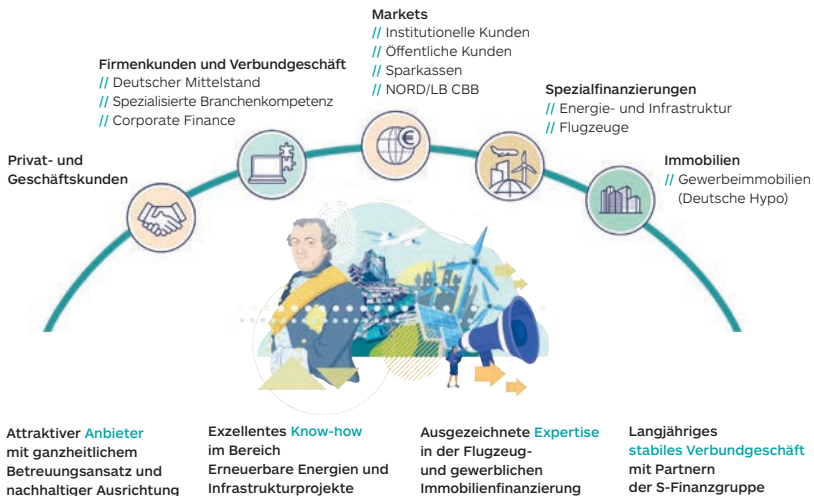 Markets
// Institutionelle Kunden
// Öffentliche Kunden
// Sparkassen
// NORD/LB CBB
Firmenkunden und Verbundgeschäft
// Deutscher Mittelstand
// Spezialisierte Branchenkompetenz
// Corporate Finance
Spezialfinanzierungen
// Energie- und Infrastruktur
// Flugzeuge
Privat- und
Geschäftskunden
Immobilien
// Gewerbeimmobilien
(Deutsche Hypo)
€
Attraktiver Anbieter
mit ganzheitlichem
Betreuungsansatz und
nachhaltiger Ausrichtung
Exzellentes Know-how
im Bereich
Erneuerbare Energien und
Infrastrukturprojekte
Ausgezeichnete Expertise
in der Flugzeug-
und gewerblichen
Immobilienfinanzierung
Langjähriges
stabiles Verbundgeschäft
mit Partnern
der S-Finanzgruppe